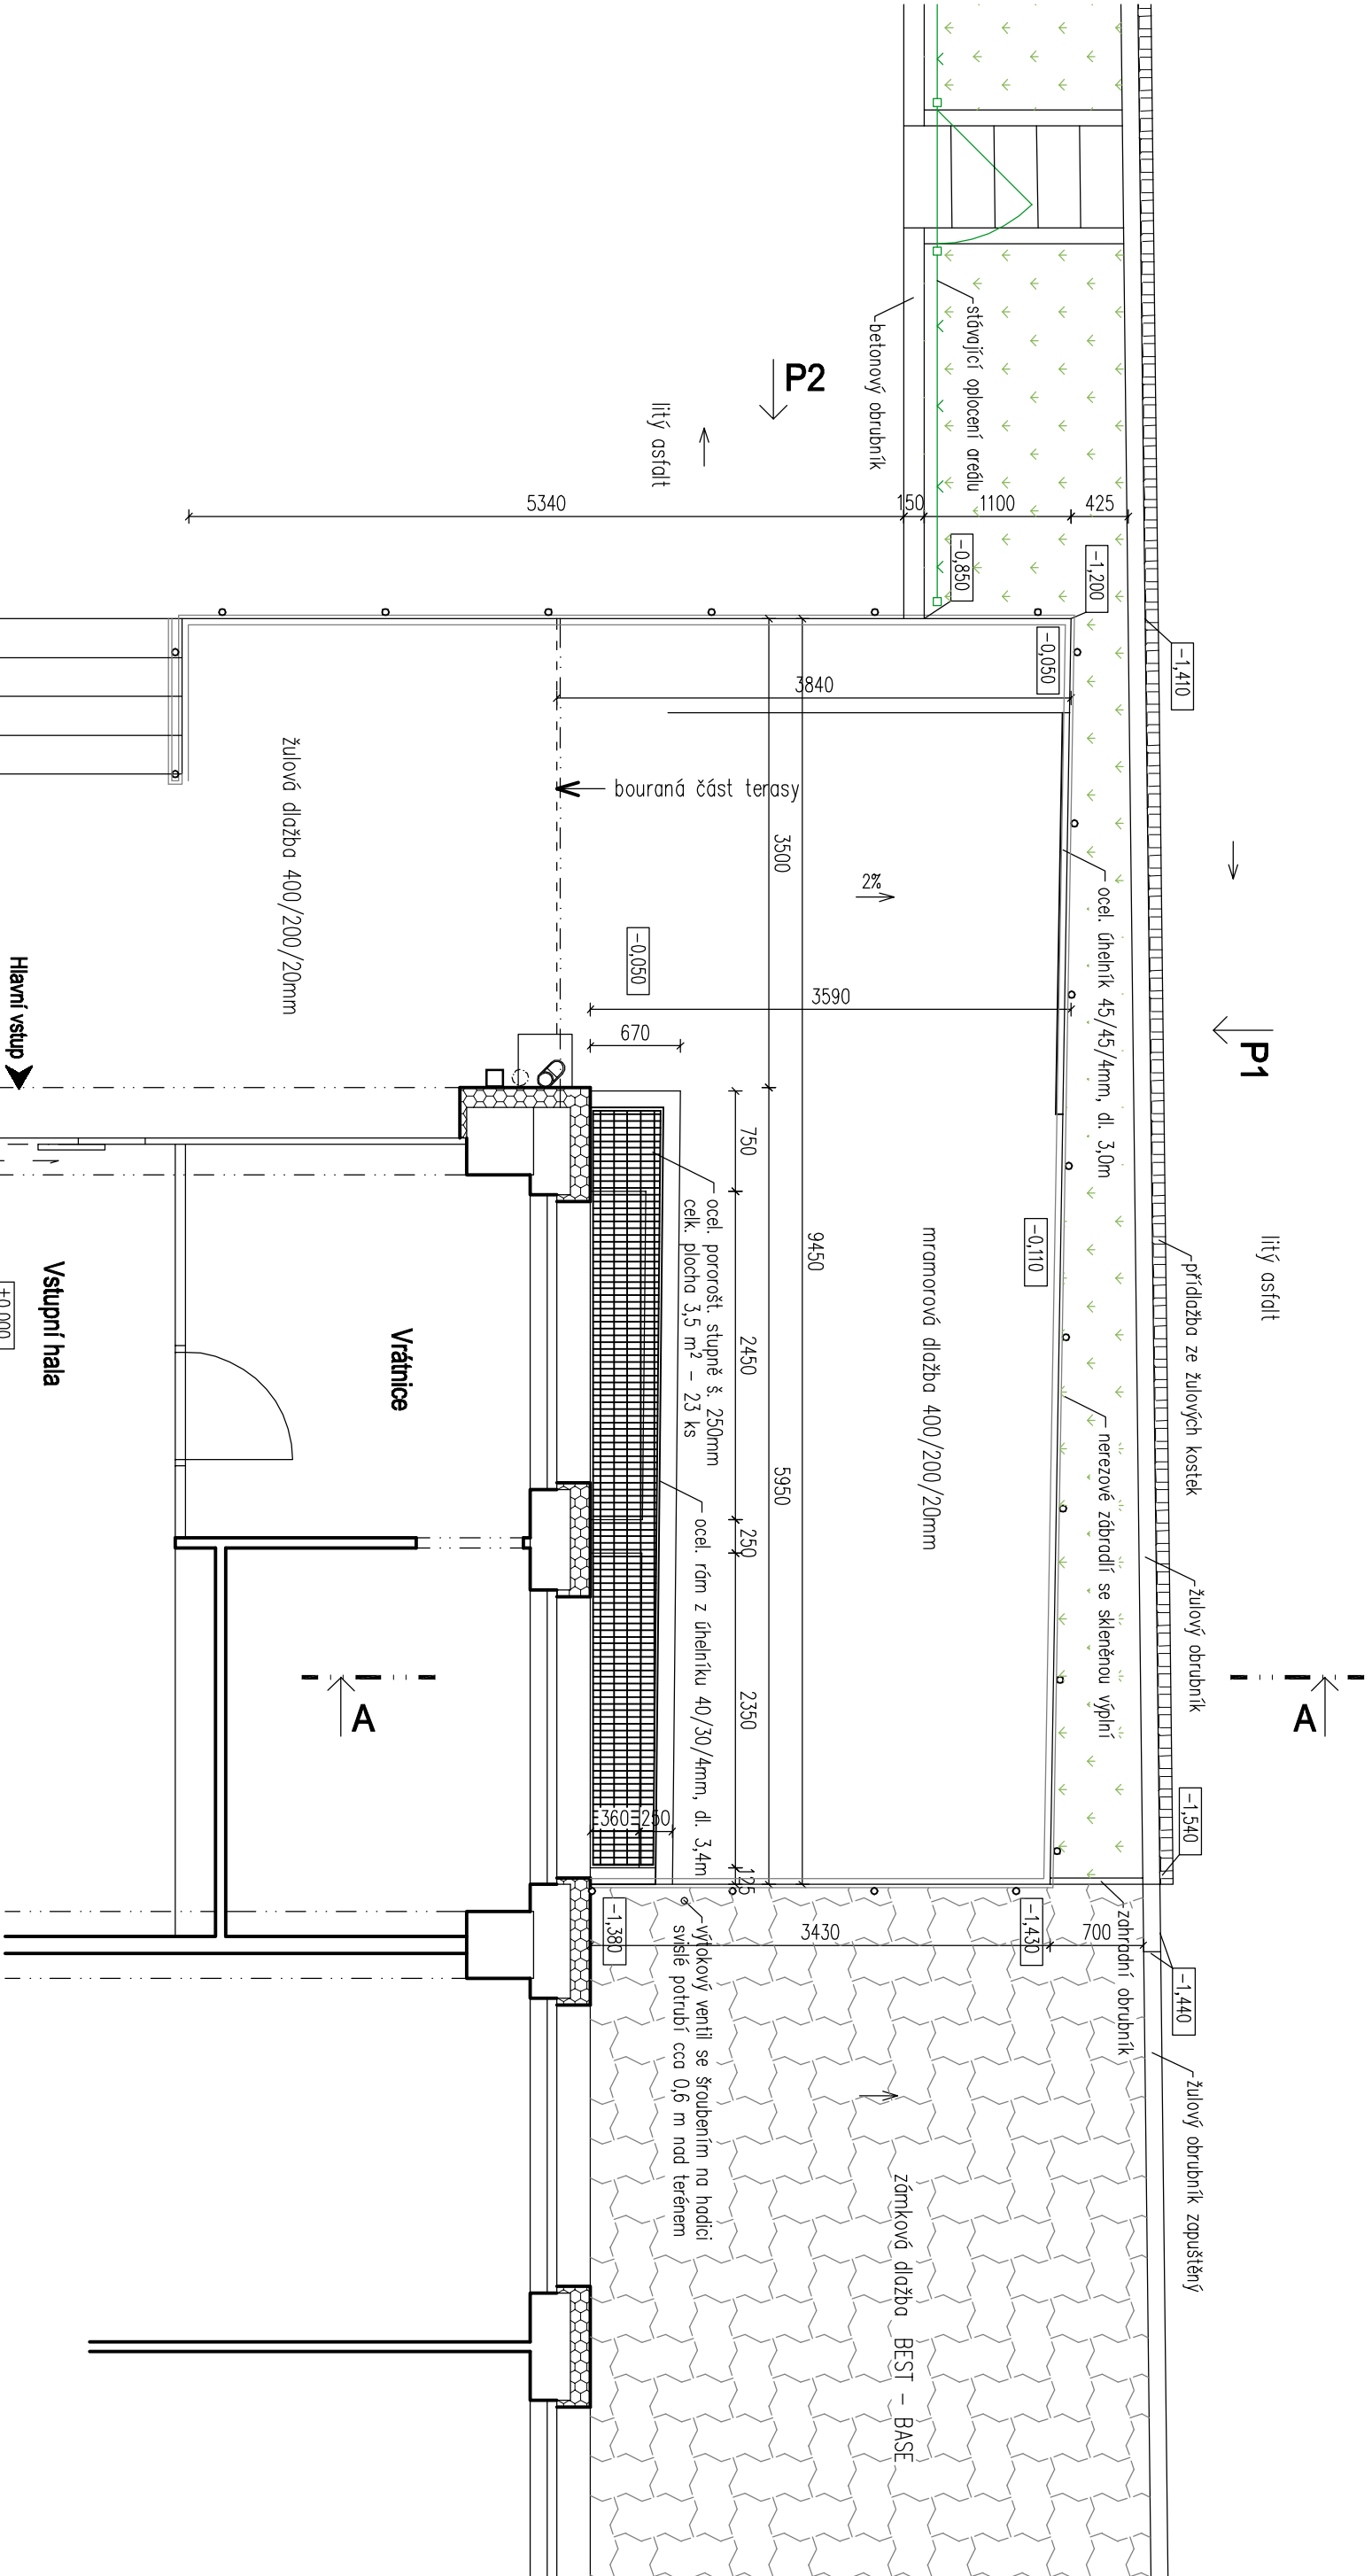 stávající oplocení areálu
betonový obrubník
P2
litý asfalt
5340
150
1100
425
-0,850
-1,200
-0,050
-1,410
3840
žulová dlažba 400/200/20mm
bouraná část terasy
3500
2%
ocel. úhelník 45/45/4mm, dl. 3,0m
P1
-0,050
3590
670
Hlavní vstup
750
ocel. pororošt. stupně š. 250mm
celk. plocha 3,5 m² - 23 ks
2450
9450
5950
mramorová dlažba 400/200/20mm
-0,110
litý asfalt
přídlažba ze žulových kostek
nerezové zábradlí se skleněnou výplní
žulový obrubník
Vstupní hala
±0,000
Vrátnice
250
ocel. rám z úhelníku 40/30/4mm, dl. 3,4m
2350
A
A
360
250
125
-1,540
-1,380
3430
-1,430
700
zahradní obrubník
-1,440
výtokový ventil se šroubením na hadici
svislé potrubí cca 0,6 m nad terénem
žulový obrubník zapuštěný
zámková dlažba BEST - BASE